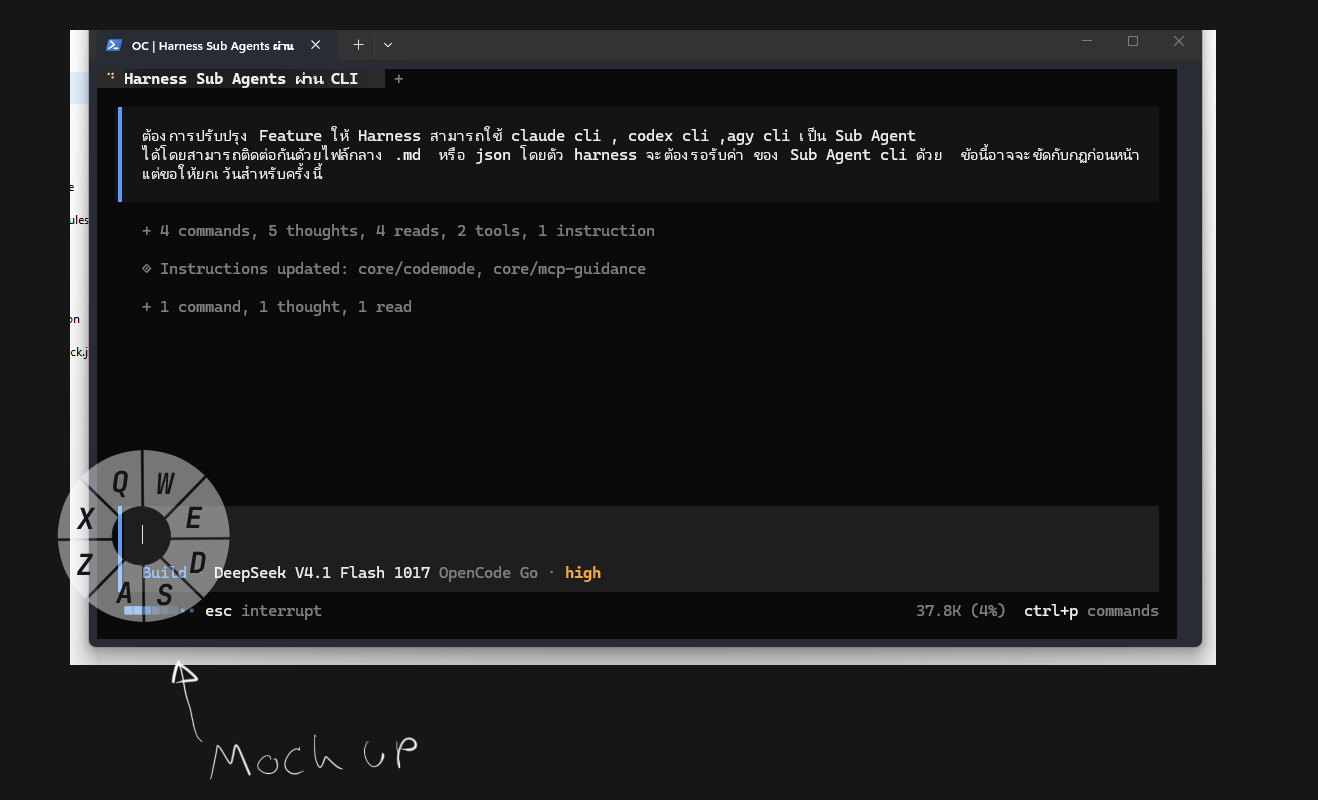 OC | Harness Sub Agents ผ่าน
Harness Sub Agents ผ่าน CLI +
ต้องการปรับปรุง Feature ให้ Harness สามารถใช้ claude cli , codex cli ,agy cli เป็น Sub Agent
ได้โดยสามารถติดต่อกันด้วยไฟล์กลาง .md หรือ json โดยตัว harness จะต้องรอรับค่า ของ Sub Agent cli ด้วย ข้อนี้อาจจะขัดกับกฏก่อนหน้า
แต่ขอให้ยกเว้นสำหรับครั้งนี้
e
ules
+ 4 commands, 5 thoughts, 4 reads, 2 tools, 1 instruction
Instructions updated: core/codemode, core/mcp-guidance
+ 1 command, 1 thought, 1 read
on
ck.j
Q W
X E
Z D
A S
Build DeepSeek V4.1 Flash 1017 OpenCode Go · high
esc interrupt 37.8K (4%) ctrl+p commands
Mock up